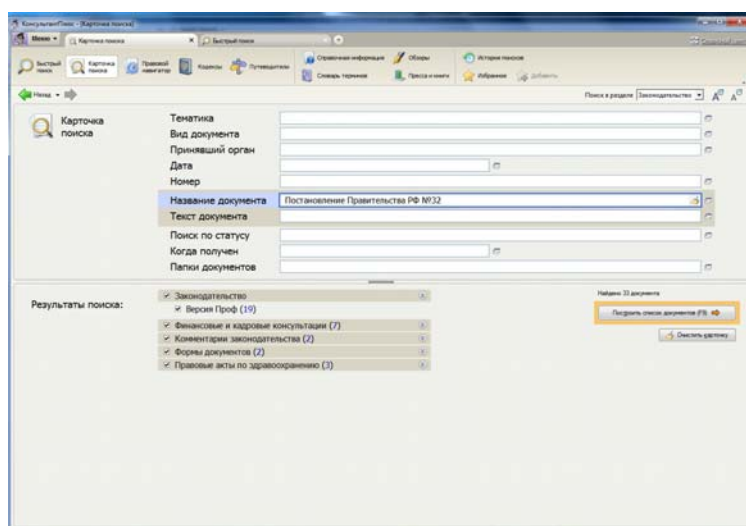 КонсультантПлюс - [Карточка поиска]
Меню
Карточка поиска
Быстрый поиск
Быстрый поиск
Карточка поиска
Правовой навигатор
Кодексы
Путеводители
Справочная информация
Словарь терминов
Обзоры
Пресса и книги
История поисков
Избранное
Добавить
Назад
Поиск в разделе Законодательство
Карточка поиска
Тематика
Вид документа
Принявший орган
Дата
Номер
Название документа Постановление Правительства РФ №32
Текст документа
Поиск по статусу
Когда получен
Папки документов
Результаты поиска:
Законодательство
Версия Проф (19)
Финансовые и кадровые консультации (7)
Комментарии законодательства (2)
Формы документов (2)
Правовые акты по здравоохранению (3)
Найдено 33 документа
Построить список документов (F9)
Очистить карточку